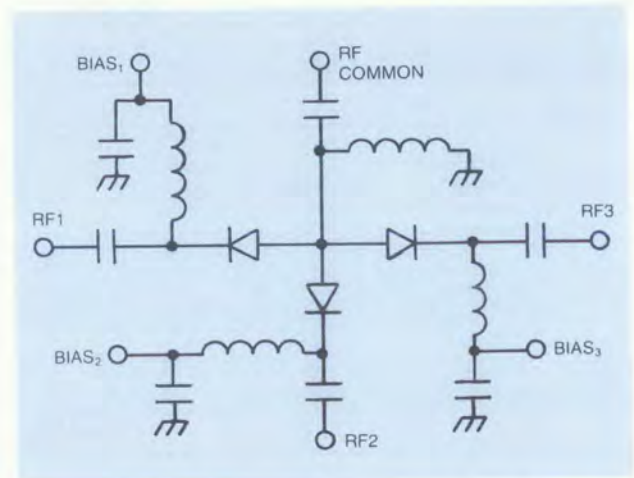 BIAS₁
RF
COMMON
RF1
RF3
BIAS₂
BIAS₃
RF2